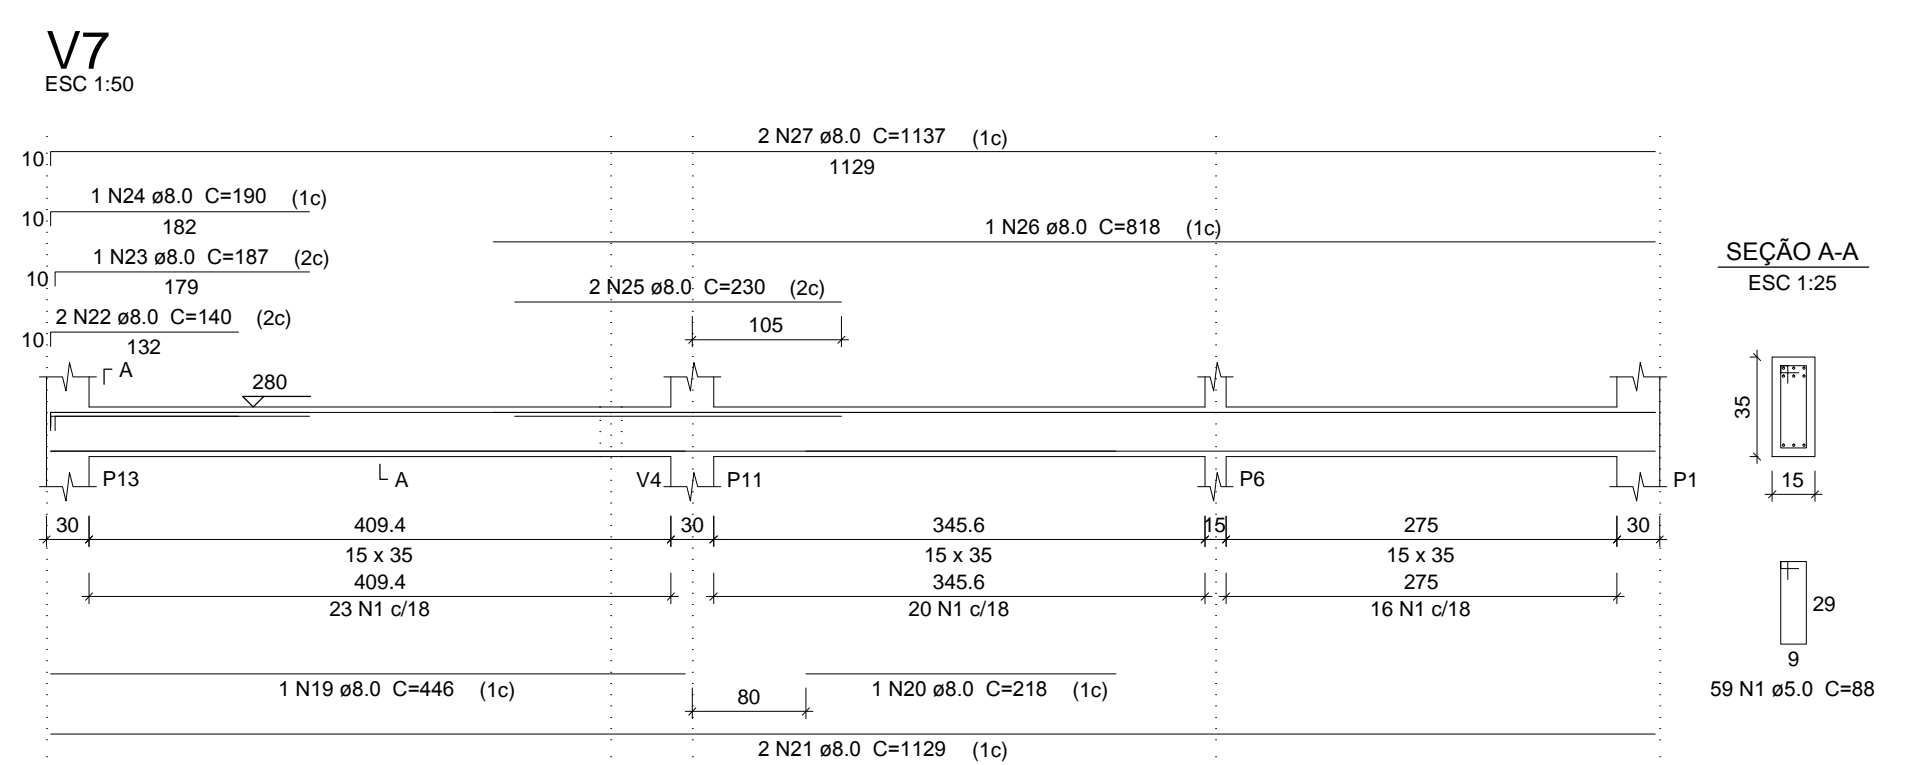 V7
ESC 1:50
2 N27 ø8.0 C=1137 (1c)
10
1129
1 N24 ø8.0 C=190 (1c)
10
182
1 N26 ø8.0 C=818 (1c)
1 N23 ø8.0 C=187 (2c)
10
179
2 N25 ø8.0 C=230 (2c)
105
2 N22 ø8.0 C=140 (2c)
10
132
SEÇÃO A-A
ESC 1:25
A
280
35
P13
A
V4
P11
P6
P1
15
30
409.4
30
345.6
15
275
30
15 x 35
15 x 35
15 x 35
409.4
345.6
275
23 N1 c/18
20 N1 c/18
16 N1 c/18
29
9
59 N1 ø5.0 C=88
1 N19 ø8.0 C=446 (1c)
80
1 N20 ø8.0 C=218 (1c)
2 N21 ø8.0 C=1129 (1c)